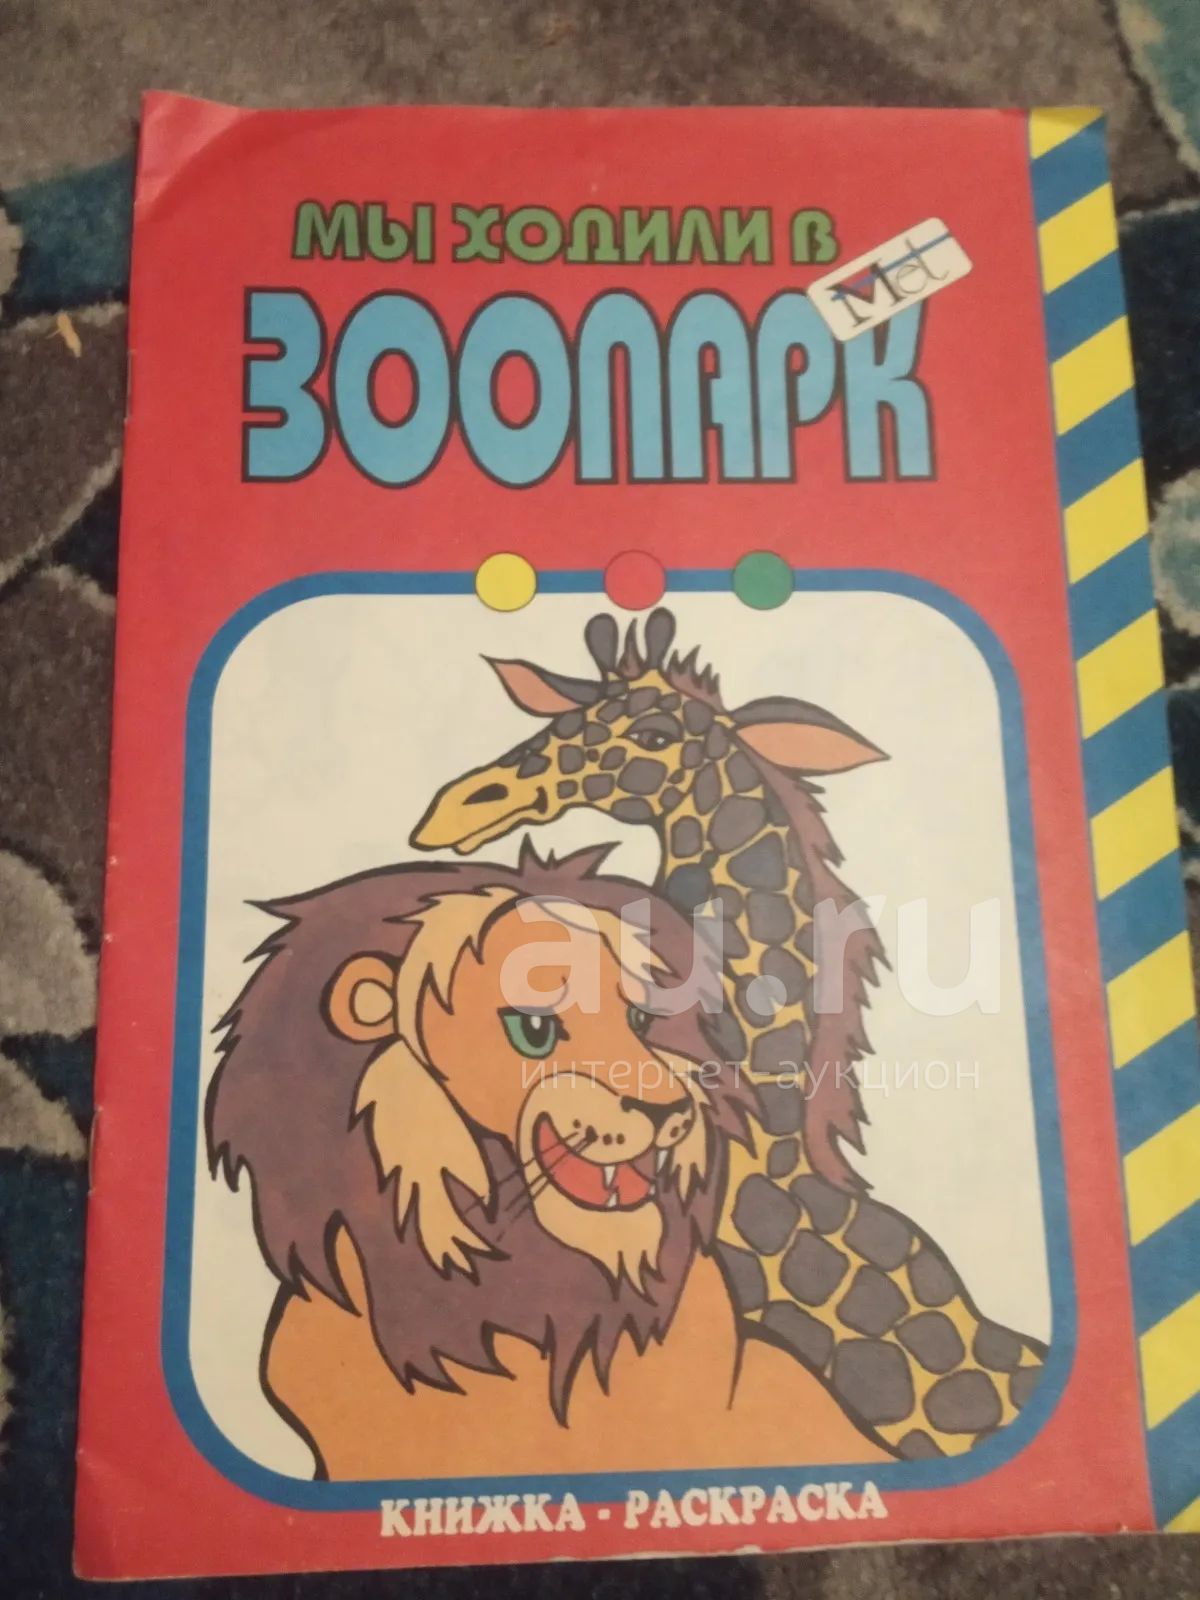 МЫ ХОДИЛИ В
Met
ЗООПАРК
au.ru
интернет аукцион
КНИЖКА - РАСКРАСКА